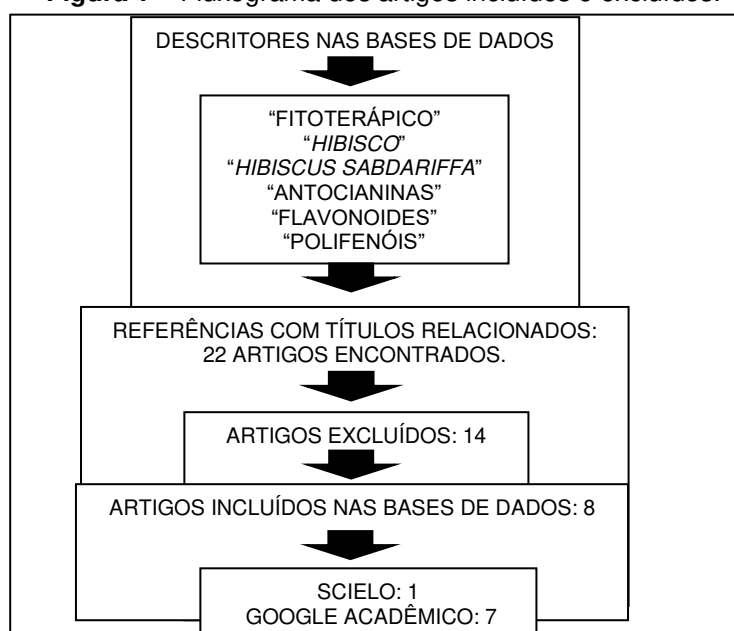 Figura 1 – Fluxograma dos artigos incluídos e excluídos.
DESCRITORES NAS BASES DE DADOS
“FITOTERÁPICO”
“HIBISCO”
“HIBISCUS SABDARIFFA”
“ANTOCIANINAS”
“FLAVONOIDES”
“POLIFENÓIS”
REFERÊNCIAS COM TÍTULOS RELACIONADOS:
22 ARTIGOS ENCONTRADOS.
ARTIGOS EXCLUÍDOS: 14
ARTIGOS INCLUÍDOS NAS BASES DE DADOS: 8
SCIELO: 1
GOOGLE ACADÊMICO: 7